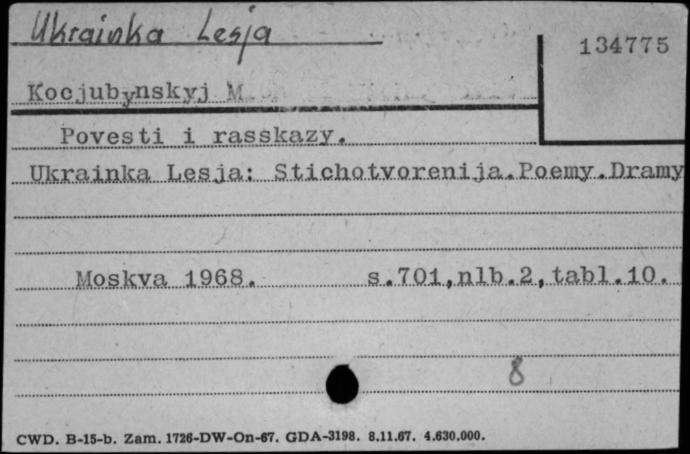 Ukrainka Lesja
134775
Kocjubynskyj M
Povesti i rasskazy.
Ukrainka Lesja: Stichotvorenija.Poemy.Dramy
Moskva 1968. s.701,nlb.2,tabl.10.
8
CWD. B-15-b. Zam. 1726-DW-On-67. GDA-3198. 8.11.67. 4.630.000.